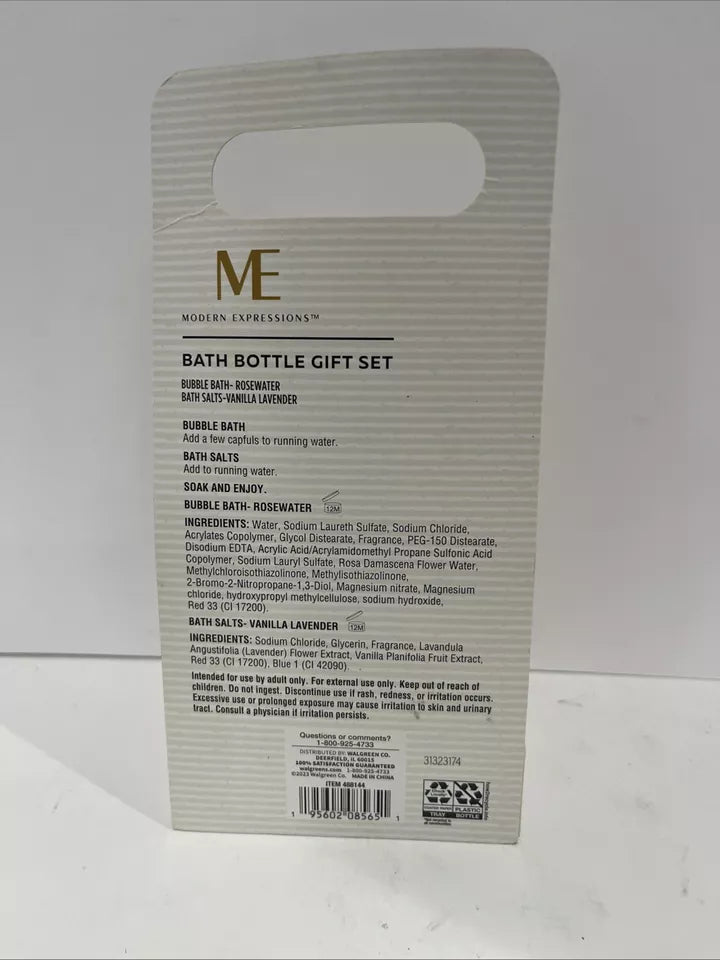 ME
MODERN EXPRESSIONS™
BATH BOTTLE GIFT SET
BUBBLE BATH- ROSEWATER
BATH SALTS-VANILLA LAVENDER
BUBBLE BATH
Add a few capfuls to running water.
BATH SALTS
Add to running water.
SOAK AND ENJOY.
BUBBLE BATH- ROSEWATER 12M
INGREDIENTS: Water, Sodium Laureth Sulfate, Sodium Chloride,
Acrylates Copolymer, Glycol Distearate, Fragrance, PEG-150 Distearate,
Disodium EDTA, Acrylic Acid/Acrylamidomethyl Propane Sulfonic Acid
Copolymer, Sodium Lauryl Sulfate, Rosa Damascena Flower Water,
Methylchloroisothiazolinone, Methylisothiazolinone,
2-Bromo-2-Nitropropane-1,3-Diol, Magnesium nitrate, Magnesium
chloride, hydroxypropyl methylcellulose, sodium hydroxide,
Red 33 (CI 17200).
BATH SALTS- VANILLA LAVENDER 12M
INGREDIENTS: Sodium Chloride, Glycerin, Fragrance, Lavandula
Angustifolia (Lavender) Flower Extract, Vanilla Planifolia Fruit Extract,
Red 33 (CI 17200), Blue 1 (CI 42090).
Intended for use by adult only. For external use only. Keep out of reach of
children. Do not ingest. Discontinue use if rash, redness, or irritation occurs.
Excessive use or prolonged exposure may cause irritation to skin and urinary
tract. Consult a physician if irritation persists.
Questions or comments?
1-800-925-4733
DISTRIBUTED BY: WALGREEN CO.
DEERFIELD, IL 60015
100% SATISFACTION GUARANTEED
walgreens.com 1-800-925-4733
©2023 Walgreen Co. MADE IN CHINA
ITEM 488144
1 95602 08565 1
31323174
TRAY
PLASTIC
BOTTLE